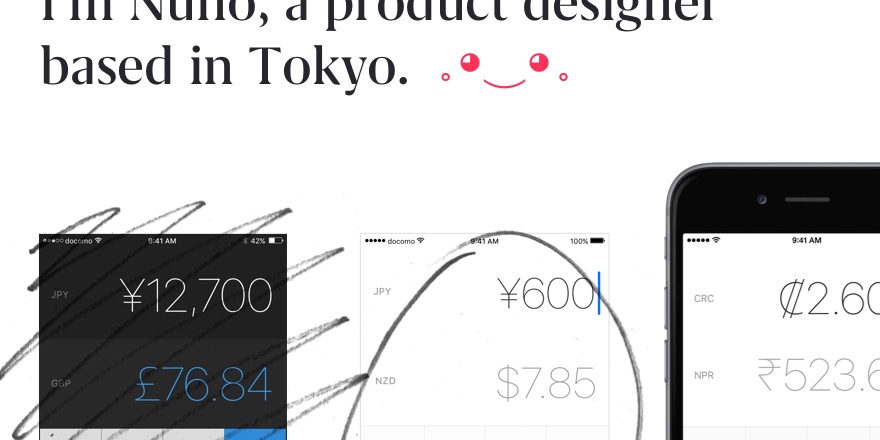 I'm Nuno, a product designer
based in Tokyo.
docomo 9:41 AM 42%
JPY ¥12,700
GBP £76.84
docomo 9:41 AM 100%
JPY ¥600
NZD $7.85
9:41 AM
CRC ₡2.60
NPR ₹523.6